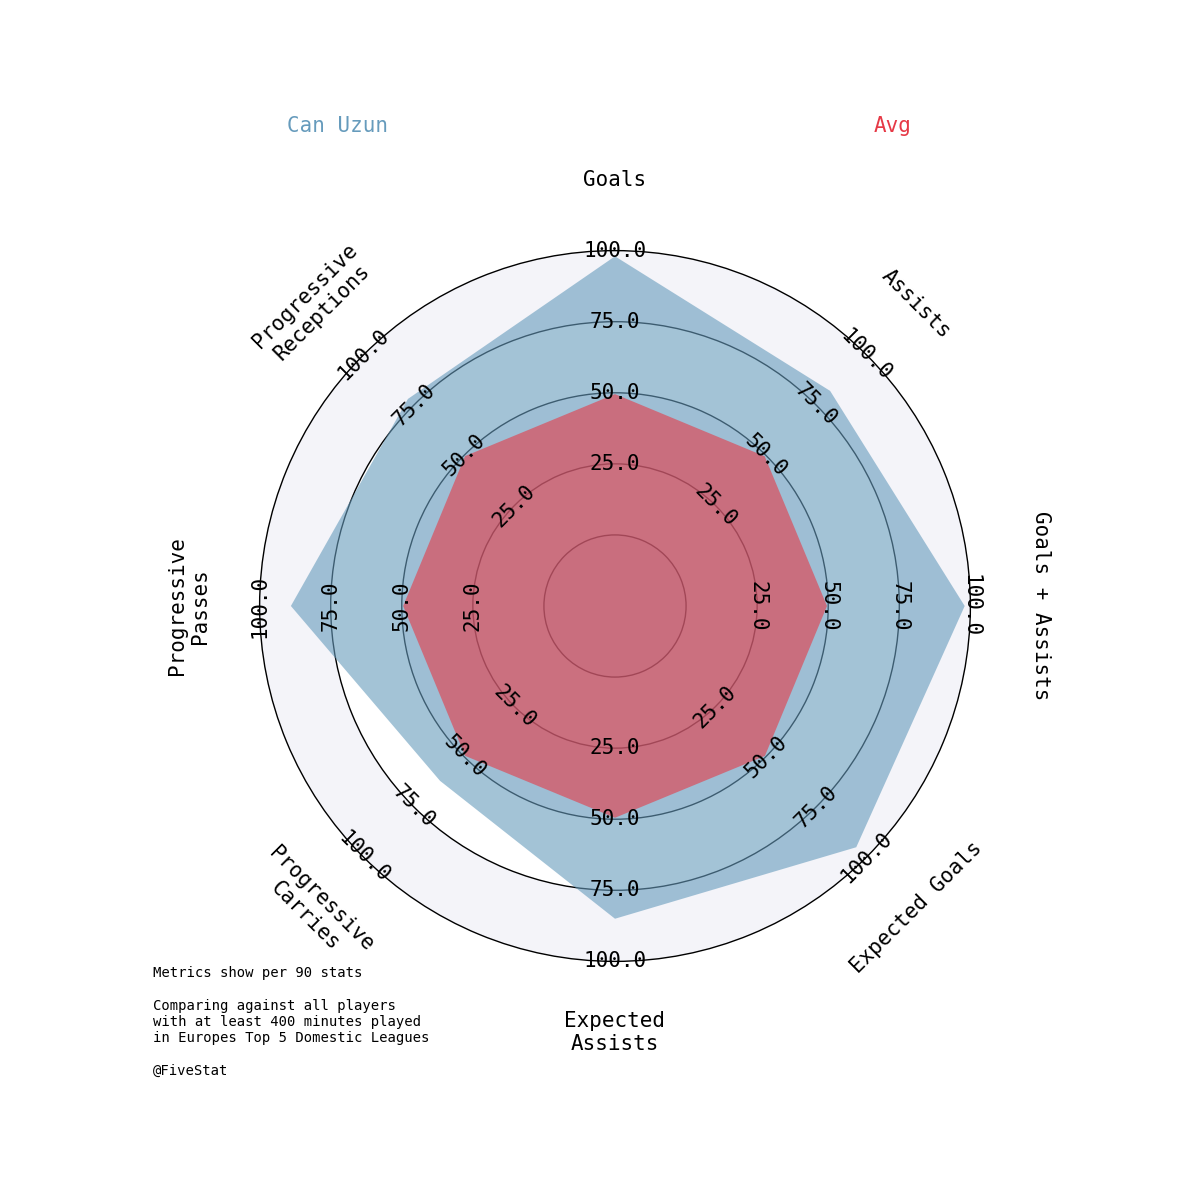 Can Uzun
Avg
Goals
Assists
Goals + Assists
Expected Goals
Expected
Assists
Progressive
Carries
Progressive
Passes
Progressive
Receptions
25.0
50.0
75.0
100.0
25.0
50.0
75.0
100.0
25.0
50.0
75.0
100.0
25.0
50.0
75.0
100.0
25.0
50.0
75.0
100.0
25.0
50.0
75.0
100.0
25.0
50.0
75.0
100.0
25.0
50.0
75.0
100.0
Metrics show per 90 stats
Comparing against all players
with at least 400 minutes played
in Europes Top 5 Domestic Leagues
@FiveStat